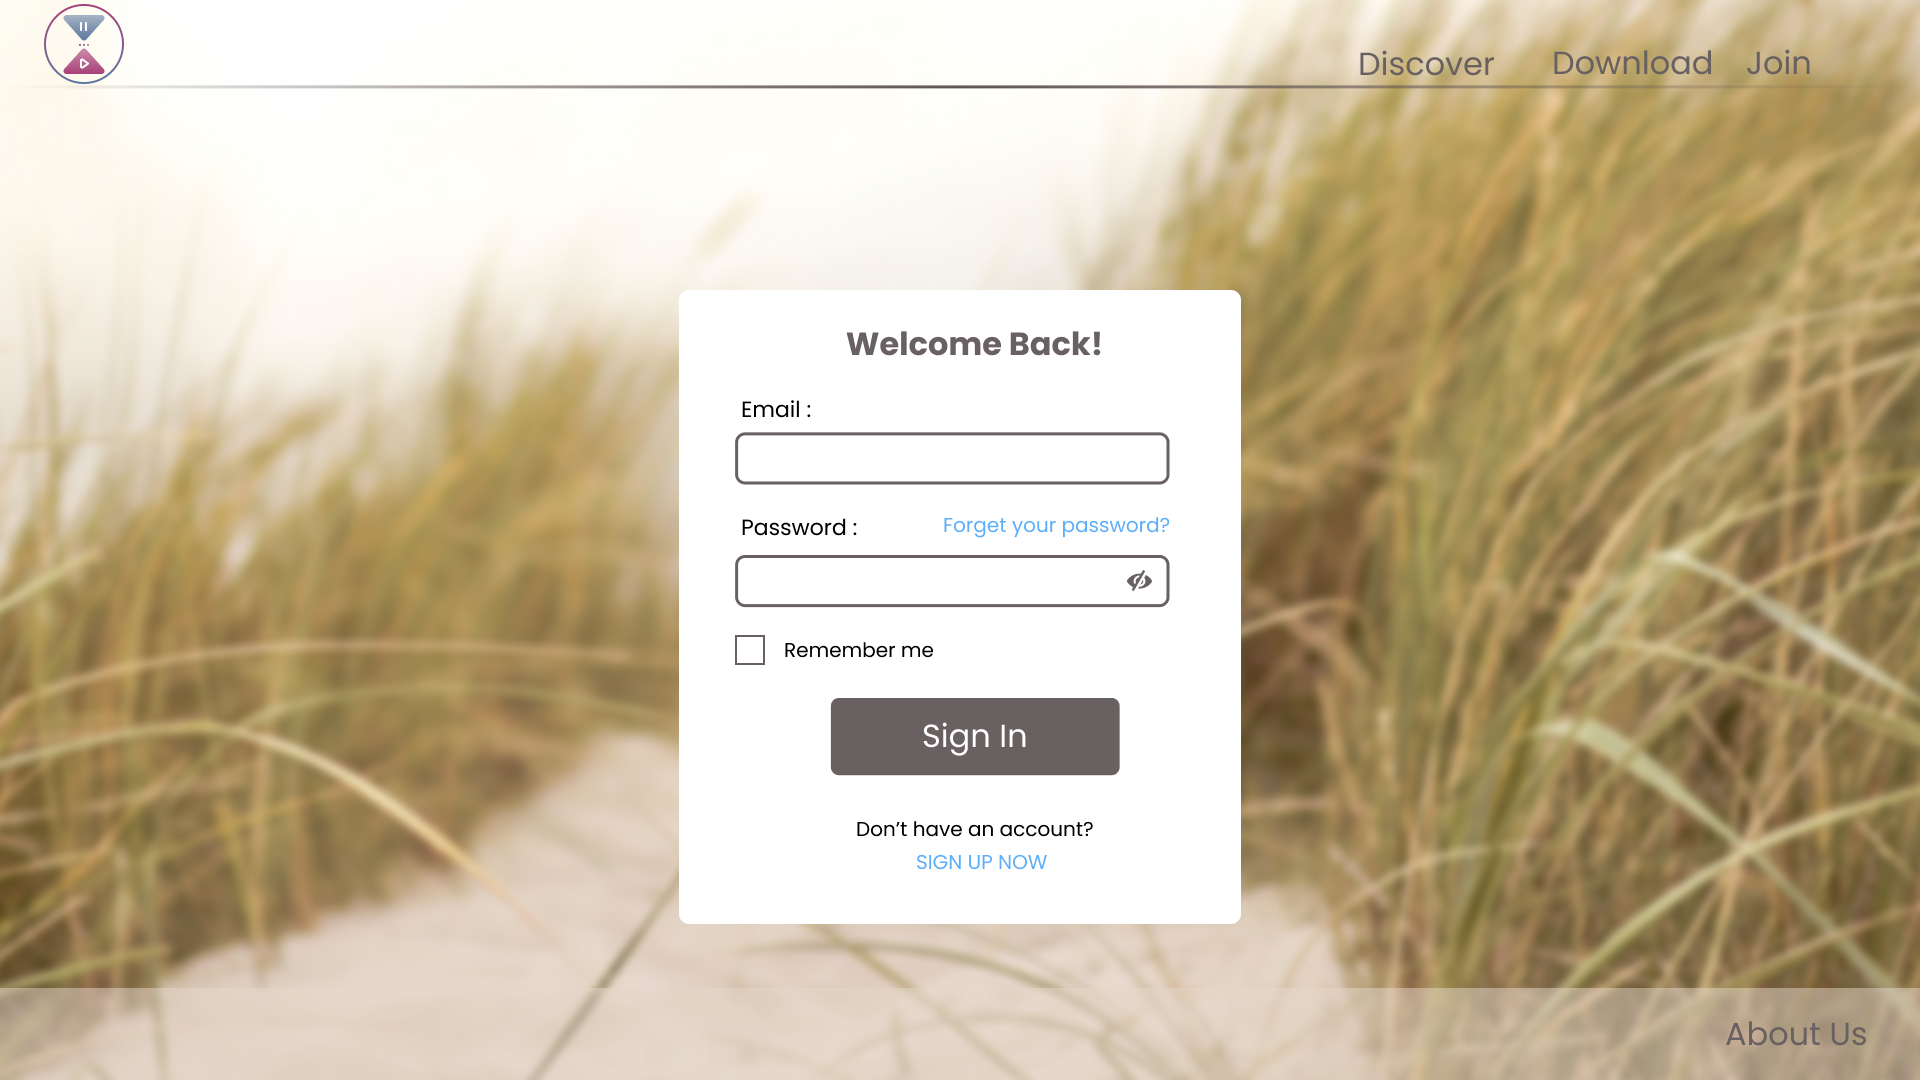 Discover Download Join
Welcome Back!
Email :
Password :
Forget your password?
Remember me
Sign In
Don’t have an account?
SIGN UP NOW
About Us